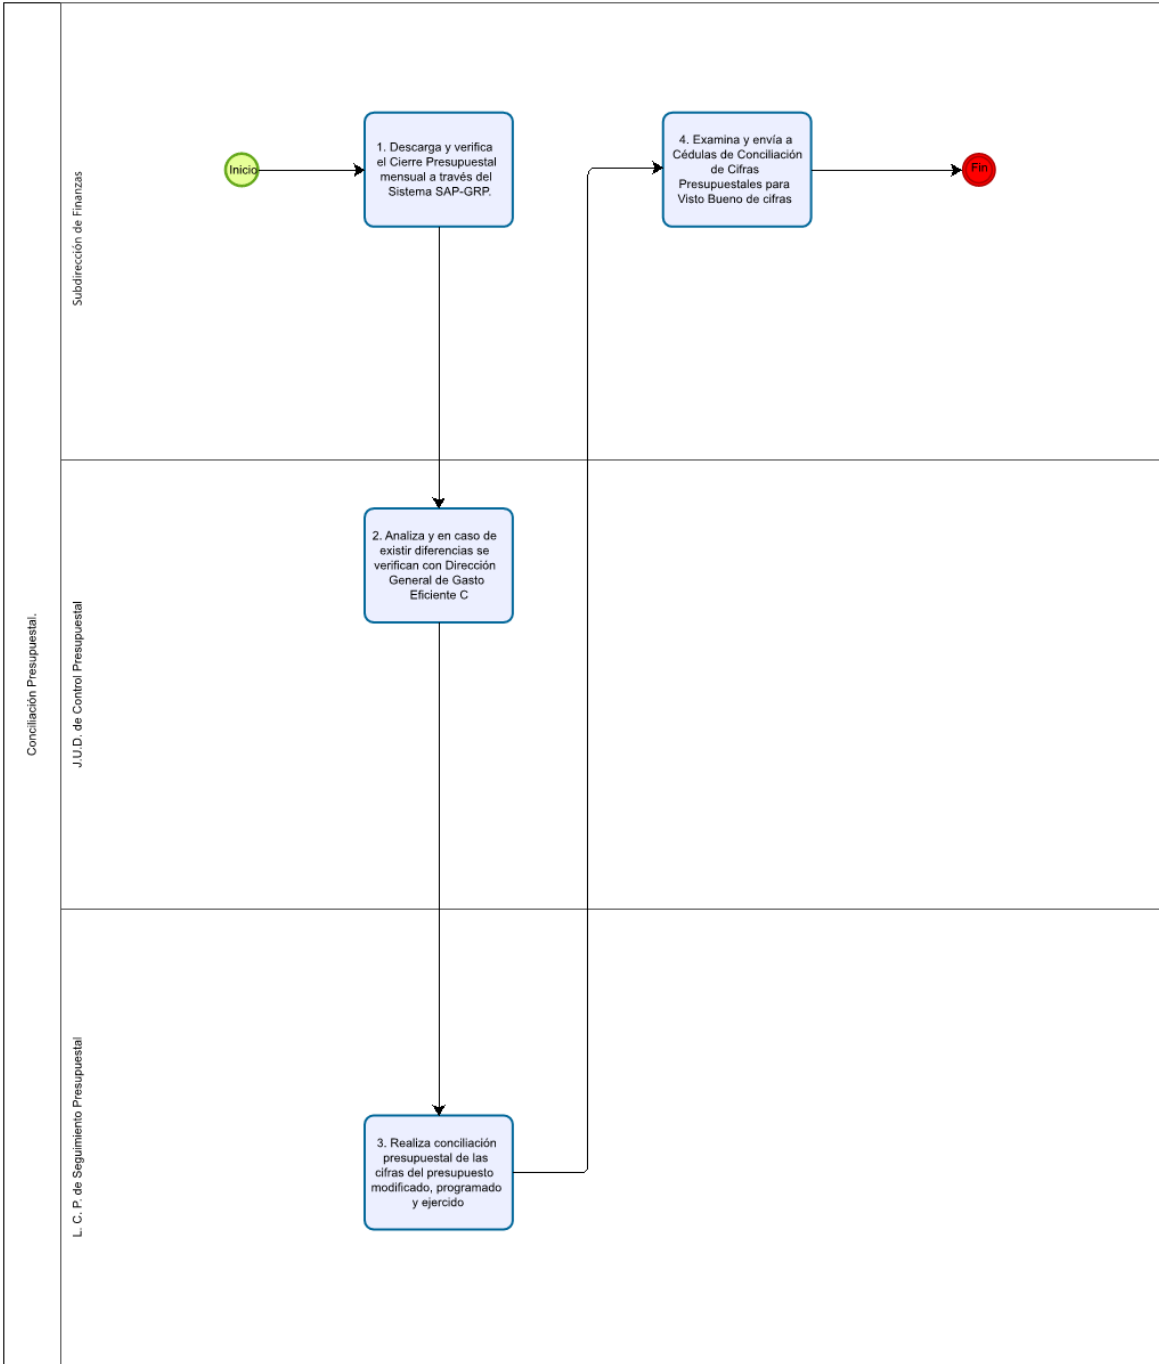 Conciliación Presupuestal.
Subdirección de Finanzas
Inicio
1. Descarga y verifica
el Cierre Presupuestal
mensual a través del
Sistema SAP-GRP.
4. Examina y envía a
Cédulas de Conciliación
de Cifras
Presupuestales para
Visto Bueno de cifras
Fin
J.U.D. de Control Presupuestal
2. Analiza y en caso de
existir diferencias se
verifican con Dirección
General de Gasto
Eficiente C
L. C. P. de Seguimiento Presupuestal
3. Realiza conciliación
presupuestal de las
cifras del presupuesto
modificado, programado
y ejercido